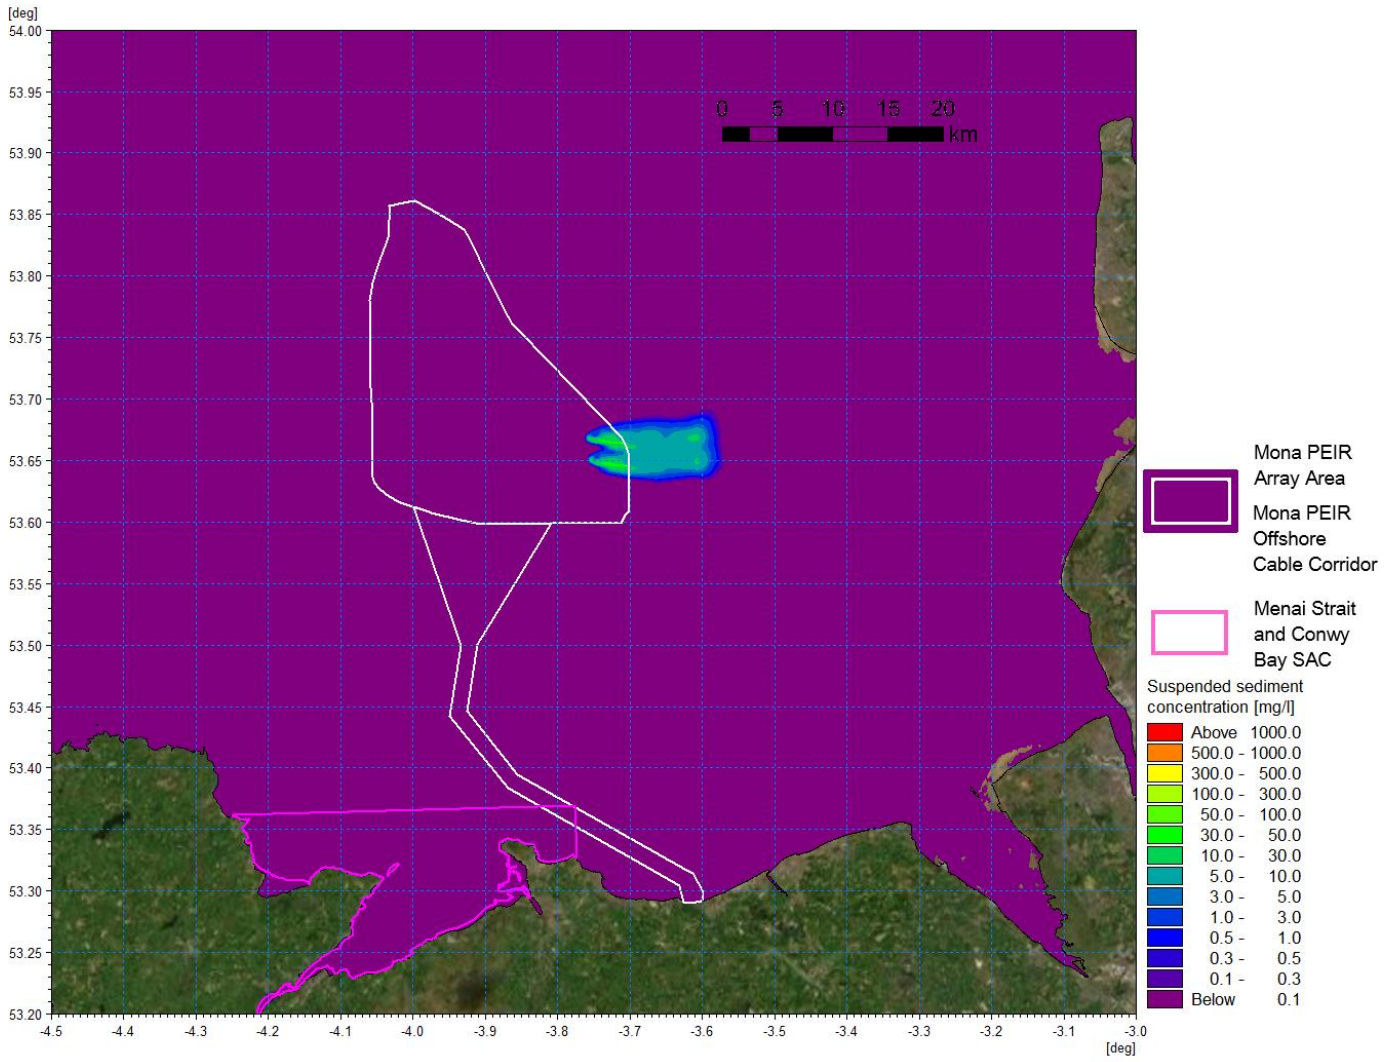 [deg]
54.00
53.95
53.90
53.85
53.80
53.75
53.70
53.65
53.60
53.55
53.50
53.45
53.40
53.35
53.30
53.25
53.20
-4.5 -4.4 -4.3 -4.2 -4.1 -4.0 -3.9 -3.8 -3.7 -3.6 -3.5 -3.4 -3.3 -3.2 -3.1 -3.0
[deg]
0 5 10 15 20
km
Mona PEIR
Array Area
Mona PEIR
Offshore
Cable Corridor
Menai Strait
and Conwy
Bay SAC
Suspended sediment
concentration [mg/l]
Above 1000.0
500.0 - 1000.0
300.0 - 500.0
100.0 - 300.0
50.0 - 100.0
30.0 - 50.0
10.0 - 30.0
5.0 - 10.0
3.0 - 5.0
1.0 - 3.0
0.5 - 1.0
0.3 - 0.5
0.1 - 0.3
Below 0.1